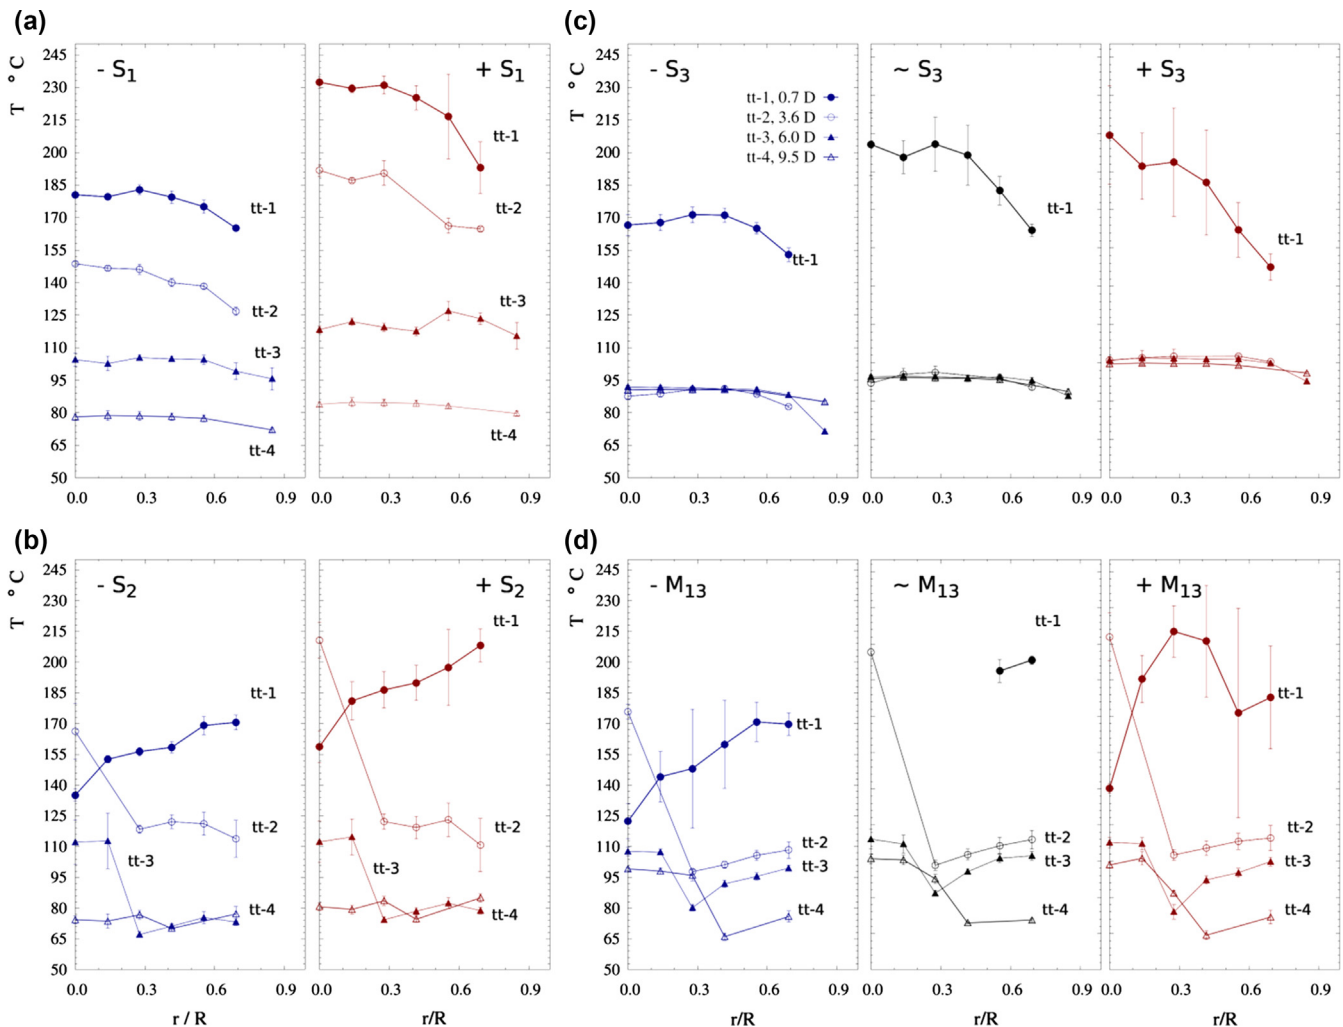 (a)
T °C
245
230
215
200
185
170
155
140
125
110
95
80
65
50
- S1
tt-1
tt-2
tt-3
tt-4
0.0 0.3 0.6 0.9
+ S1
tt-1
tt-2
tt-3
tt-4
0.0 0.3 0.6 0.9
(c)
T °C
245
230
215
200
185
170
155
140
125
110
95
80
65
50
- S3
tt-1, 0.7 D
tt-2, 3.6 D
tt-3, 6.0 D
tt-4, 9.5 D
tt-1
0.0 0.3 0.6 0.9
~ S3
tt-1
0.0 0.3 0.6 0.9
+ S3
tt-1
0.0 0.3 0.6 0.9
(b)
T °C
245
230
215
200
185
170
155
140
125
110
95
80
65
50
- S2
tt-1
tt-2
tt-3
tt-4
0.0 0.3 0.6 0.9
r / R
+ S2
tt-1
tt-2
tt-3
tt-4
0.0 0.3 0.6 0.9
r/R
(d)
T °C
245
230
215
200
185
170
155
140
125
110
95
80
65
50
- M13
tt-1
tt-2
tt-3
tt-4
0.0 0.3 0.6 0.9
r/R
~ M13
tt-1
tt-2
tt-3
tt-4
0.0 0.3 0.6 0.9
r/R
+ M13
tt-1
tt-2
tt-3
tt-4
0.0 0.3 0.6 0.9
r/R